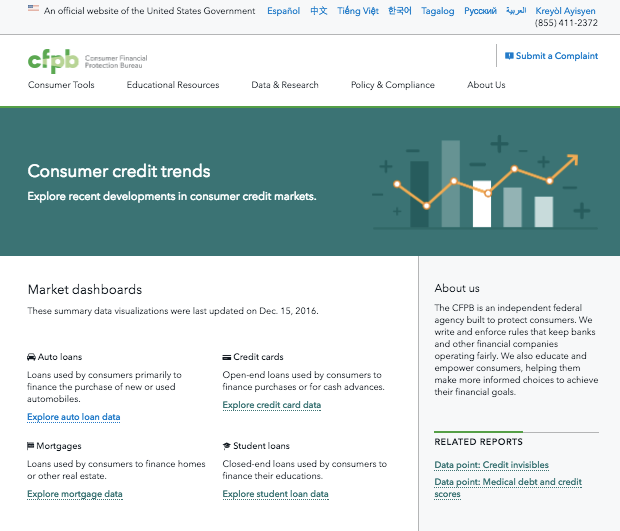 An official website of the United States Government
Español 中文 Tiếng Việt 한국어 Tagalog Русский العربية Kreyòl Ayisyen
(855) 411-2372
cfpb Consumer Financial
Protection Bureau
Submit a Complaint
Consumer Tools Educational Resources Data & Research Policy & Compliance About Us
Consumer credit trends
Explore recent developments in consumer credit markets.
Market dashboards
These summary data visualizations were last updated on Dec. 15, 2016.
Auto loans
Loans used by consumers primarily to
finance the purchase of new or used
automobiles.
Explore auto loan data
Credit cards
Open-end loans used by consumers to
finance purchases or for cash advances.
Explore credit card data
Mortgages
Loans used by consumers to finance homes
or other real estate.
Explore mortgage data
Student loans
Closed-end loans used by consumers to
finance their educations.
Explore student loan data
About us
The CFPB is an independent federal
agency built to protect consumers. We
write and enforce rules that keep banks
and other financial companies
operating fairly. We also educate and
empower consumers, helping them
make more informed choices to achieve
their financial goals.
RELATED REPORTS
Data point: Credit invisibles
Data point: Medical debt and credit
scores